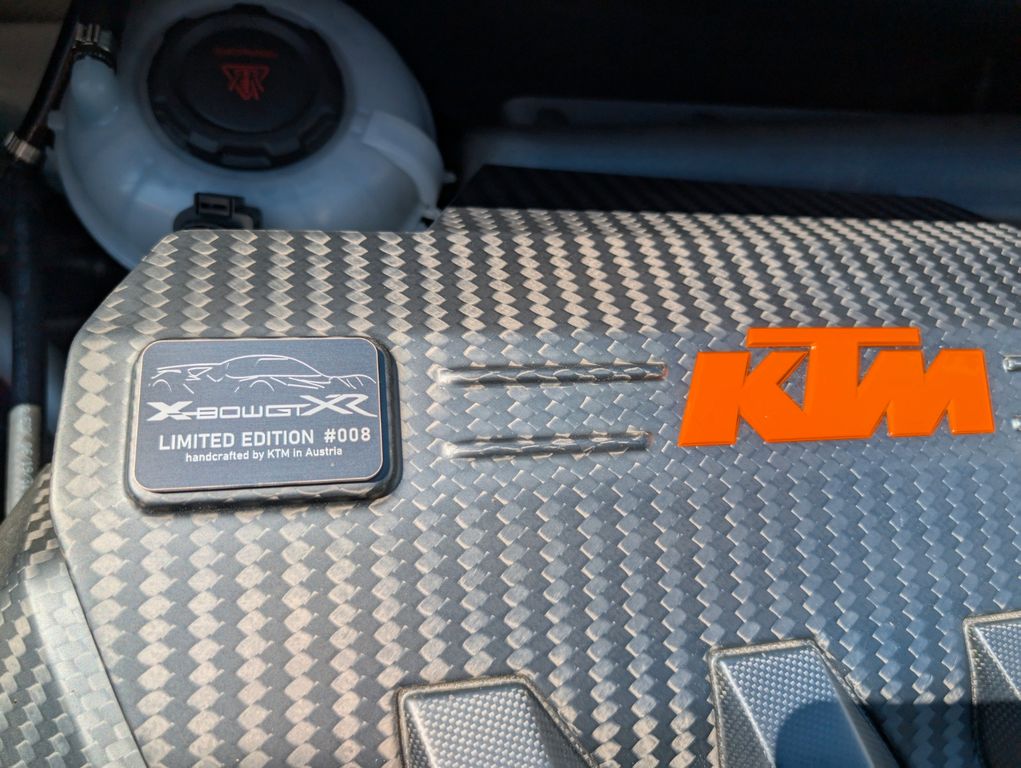 X-BOW GT XR
LIMITED EDITION #008
handcrafted by KTM in Austria
KTM